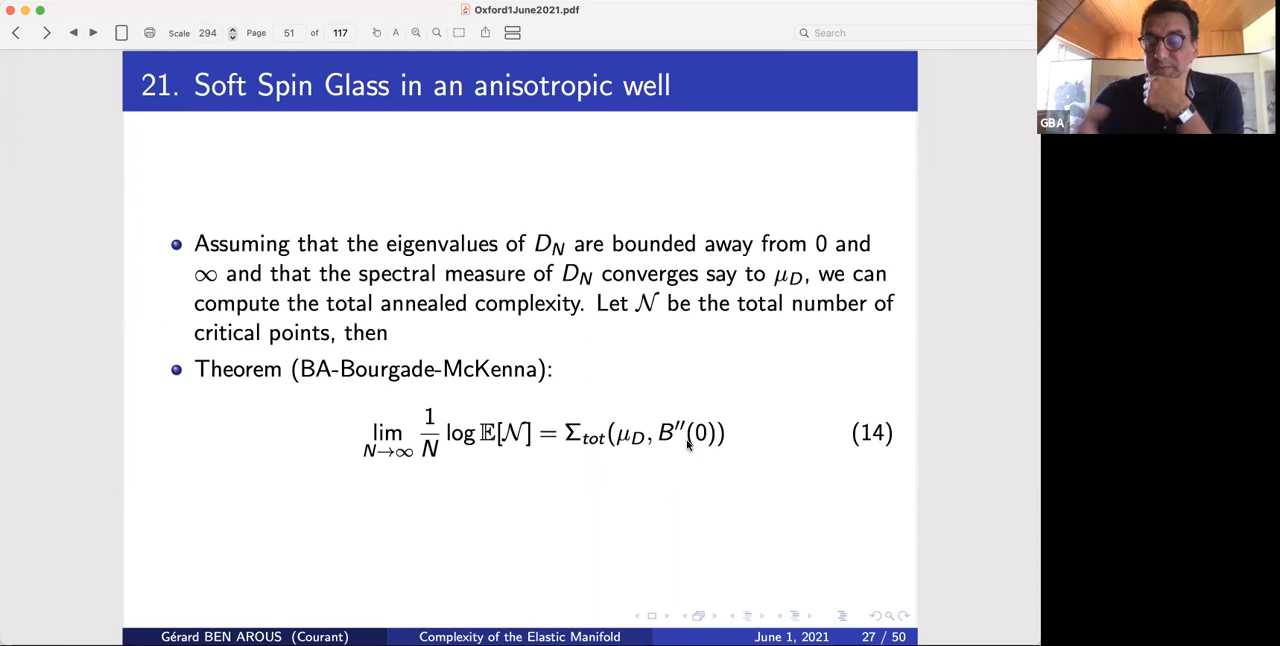 Oxford1June2021.pdf
Scale 294 Page 51 of 117 A Search
21. Soft Spin Glass in an anisotropic well
GBA
Assuming that the eigenvalues of D_N are bounded away from 0 and
∞ and that the spectral measure of D_N converges say to μ_D, we can
compute the total annealed complexity. Let 𝒩 be the total number of
critical points, then
Theorem (BA-Bourgade-McKenna):
lim_{N→∞} 1/N log 𝔼[𝒩] = Σ_tot(μ_D, B″(0)) (14)
Gérard BEN AROUS (Courant) Complexity of the Elastic Manifold June 1, 2021 27 / 50